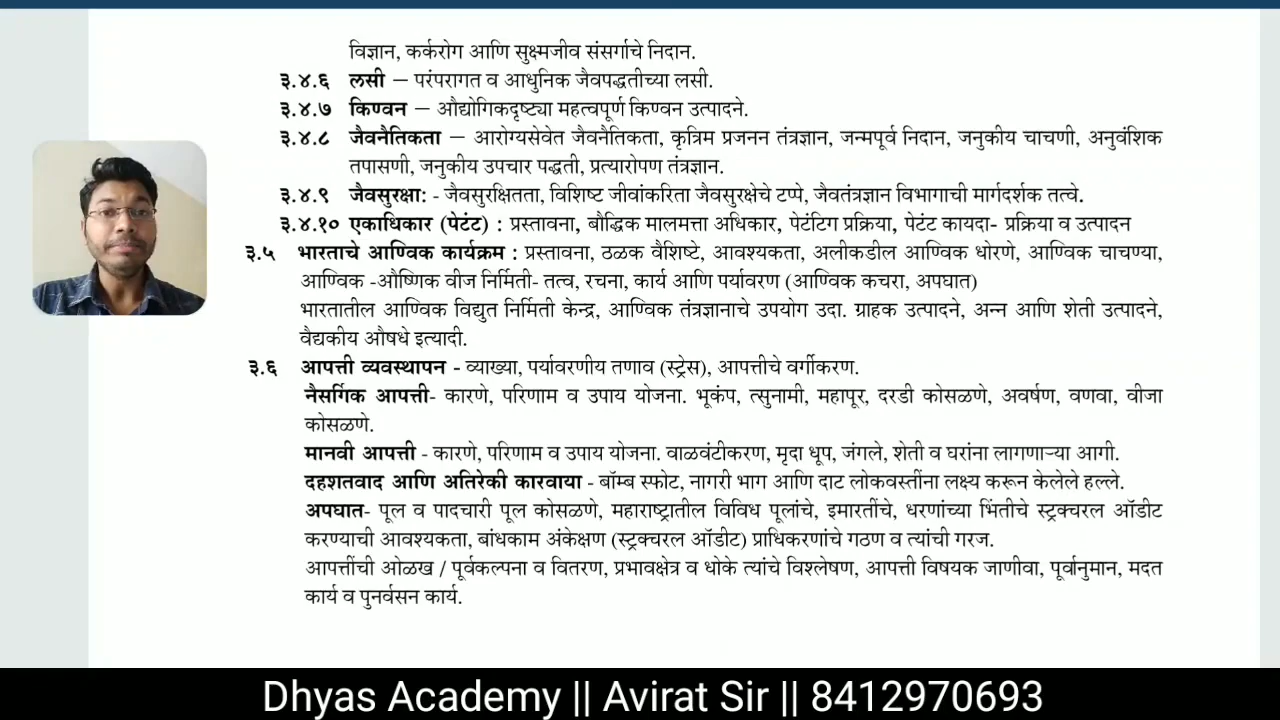 विज्ञान, कर्करोग आणि सुक्ष्मजीव संसर्गाचे निदान.
३.४.६ लसी – परंपरागत व आधुनिक जैवपद्धतीच्या लसी.
३.४.७ किण्वन – औद्योगिकदृष्ट्या महत्वपूर्ण किण्वन उत्पादने.
३.४.८ जैवनैतिकता – आरोग्यसेवेत जैवनैतिकता, कृत्रिम प्रजनन तंत्रज्ञान, जन्मपूर्व निदान, जनुकीय चाचणी, अनुवंशिक
तपासणी, जनुकीय उपचार पद्धती, प्रत्यारोपण तंत्रज्ञान.
३.४.९ जैवसुरक्षा: - जैवसुरक्षितता, विशिष्ट जीवांकरिता जैवसुरक्षेचे टप्पे, जैवतंत्रज्ञान विभागाची मार्गदर्शक तत्वे.
३.४.१० एकाधिकार (पेटंट) : प्रस्तावना, बौद्धिक मालमत्ता अधिकार, पेटंटिग प्रक्रिया, पेटंट कायदा- प्रक्रिया व उत्पादन
३.५ भारताचे आण्विक कार्यक्रम : प्रस्तावना, ठळक वैशिष्टे, आवश्यकता, अलीकडील आण्विक धोरणे, आण्विक चाचण्या,
आण्विक -औष्णिक वीज निर्मिती- तत्व, रचना, कार्य आणि पर्यावरण (आण्विक कचरा, अपघात)
भारतातील आण्विक विद्युत निर्मिती केन्द्र, आण्विक तंत्रज्ञानाचे उपयोग उदा. ग्राहक उत्पादने, अन्न आणि शेती उत्पादने,
वैद्यकीय औषधे इत्यादी.
३.६ आपत्ती व्यवस्थापन - व्याख्या, पर्यावरणीय तणाव (स्ट्रेस), आपत्तीचे वर्गीकरण.
नैसर्गिक आपत्ती- कारणे, परिणाम व उपाय योजना. भूकंप, त्सुनामी, महापूर, दरडी कोसळणे, अवर्षण, वणवा, वीजा
कोसळणे.
मानवी आपत्ती - कारणे, परिणाम व उपाय योजना. वाळवंटीकरण, मृदा धूप, जंगले, शेती व घरांना लागणाऱ्या आगी.
दहशतवाद आणि अतिरेकी कारवाया - बॉम्ब स्फोट, नागरी भाग आणि दाट लोकवस्तींना लक्ष्य करून केलेले हल्ले.
अपघात- पूल व पादचारी पूल कोसळणे, महाराष्ट्रातील विविध पूलांचे, इमारतींचे, धरणांच्या भिंतीचे स्ट्रक्चरल ऑडीट
करण्याची आवश्यकता, बांधकाम अंकेक्षण (स्ट्रक्चरल ऑडीट) प्राधिकरणांचे गठण व त्यांची गरज.
आपत्तींची ओळख / पूर्वकल्पना व वितरण, प्रभावक्षेत्र व धोके त्यांचे विश्लेषण, आपत्ती विषयक जाणीवा, पूर्वानुमान, मदत
कार्य व पुनर्वसन कार्य.
Dhyas Academy || Avirat Sir || 8412970693